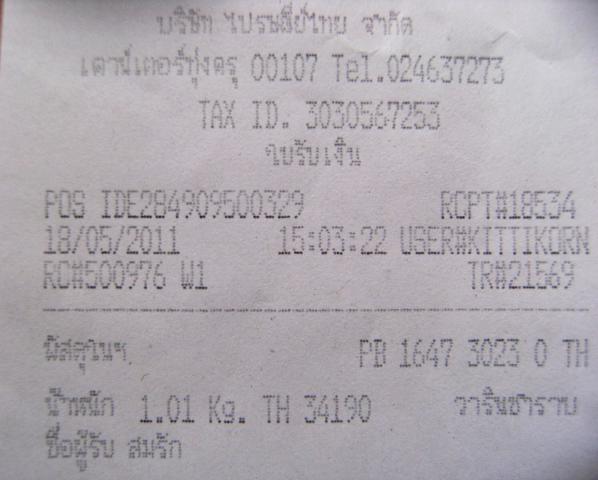 บริษัท ไปรษณีย์ไทย จำกัด
เคาน์เตอร์ทุ่งครุ 00107 Tel.024637273
TAX ID. 3030567253
ใบรับเงิน
POS IDE284909500329 RCPT#18534
18/05/2011 15:03:22 USER#KITTIKORN
RC#500976 W1 TR#21569
พัสดุในฯ PB 1647 3023 0 TH
น้ำหนัก 1.01 Kg. TH 34190 วารินชำราบ
ชื่อผู้รับ สมรัก